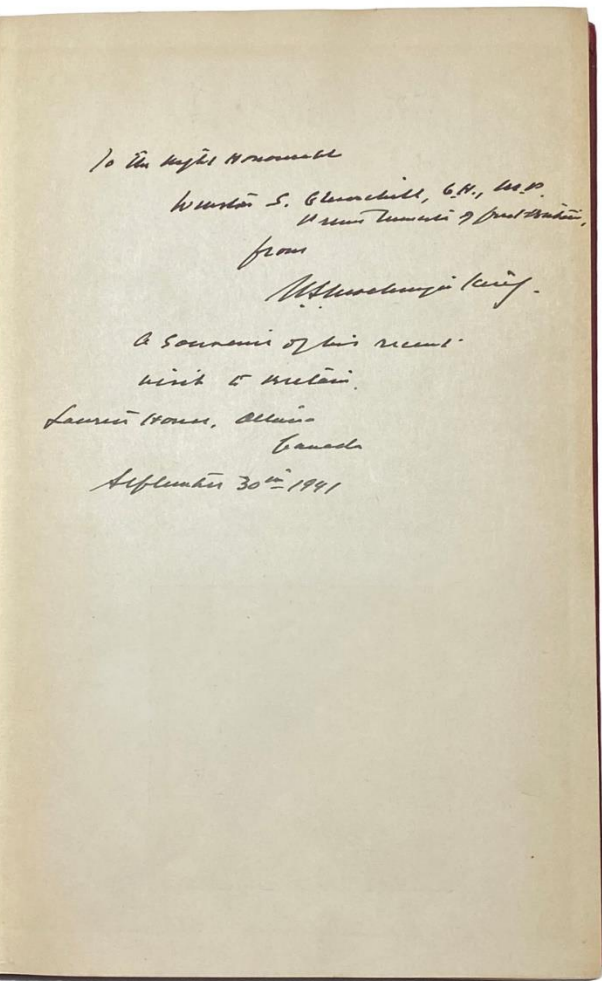 To the Right Honourable
Winston S. Churchill, C.H., M.P.
Prime Minister of Great Britain,
from
W.L. Mackenzie King.
A souvenir of his recent
visit to Britain.
Laurier House, Ottawa
Canada
September 30th 1941